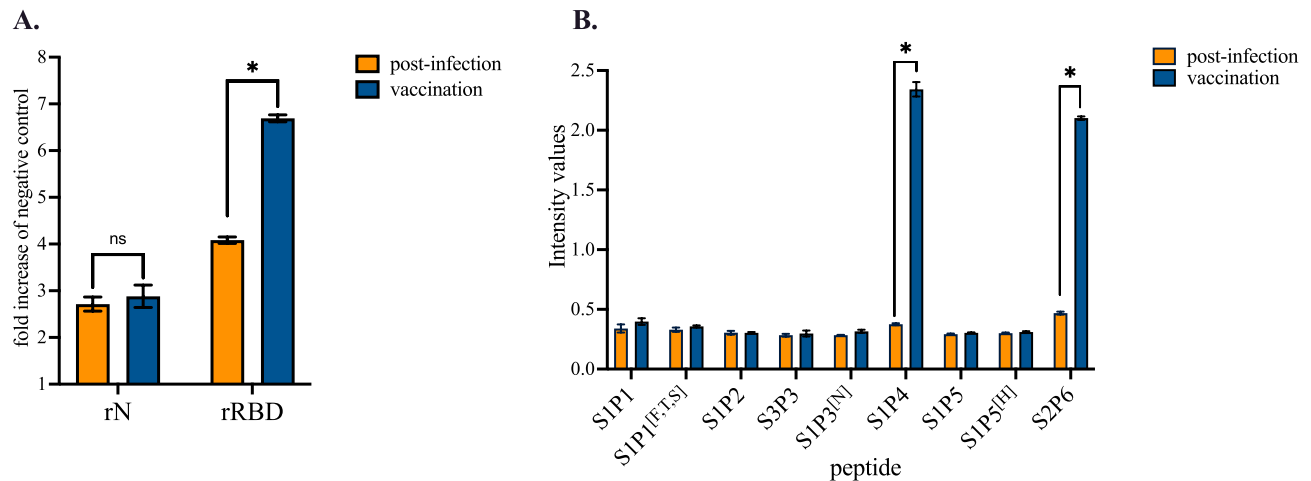 A.
fold increase of negative control
8
7
6
5
4
3
2
1
ns
*
rN
rRBD
post-infection
vaccination
B.
Intensity values
2.5
2.0
1.5
1.0
0.5
0.0
*
*
S1P1
S1P1[F,T,S]
S1P2
S3P3
S1P3[N]
S1P4
S1P5
S1P5[H]
S2P6
peptide
post-infection
vaccination